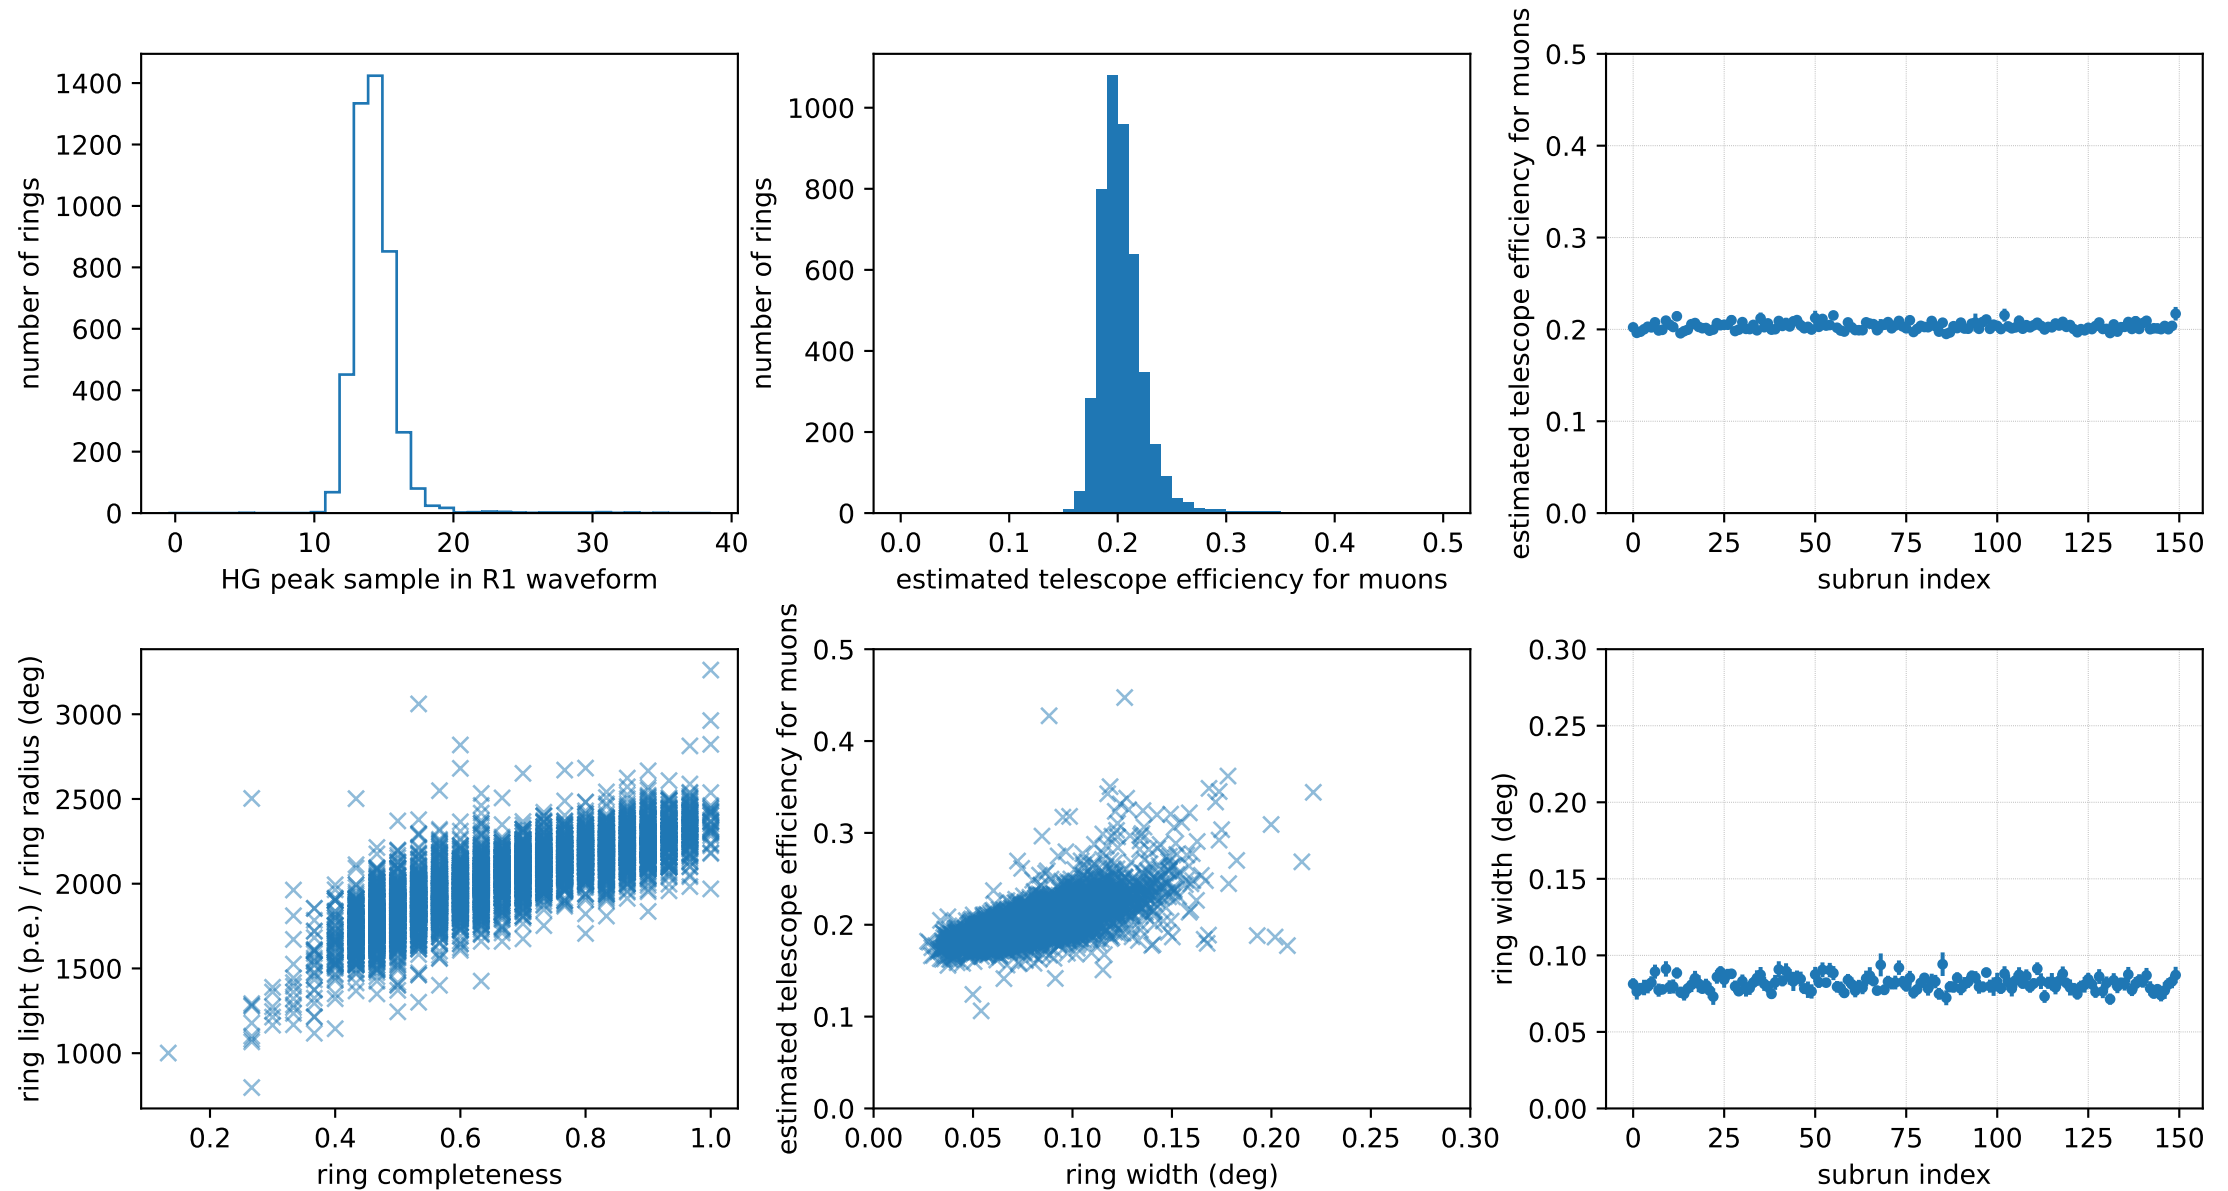 number of rings
1400
1200
1000
800
600
400
200
0
0 10 20 30 40
HG peak sample in R1 waveform
number of rings
1000
800
600
400
200
0
0.0 0.1 0.2 0.3 0.4 0.5
estimated telescope efficiency for muons
estimated telescope efficiency for muons
0.5
0.4
0.3
0.2
0.1
0.0
0 25 50 75 100 125 150
subrun index
ring light (p.e.) / ring radius (deg)
3000
2500
2000
1500
1000
0.2 0.4 0.6 0.8 1.0
ring completeness
estimated telescope efficiency for muons
0.5
0.4
0.3
0.2
0.1
0.0
0.00 0.05 0.10 0.15 0.20 0.25 0.30
ring width (deg)
ring width (deg)
0.30
0.25
0.20
0.15
0.10
0.05
0.00
0 25 50 75 100 125 150
subrun index